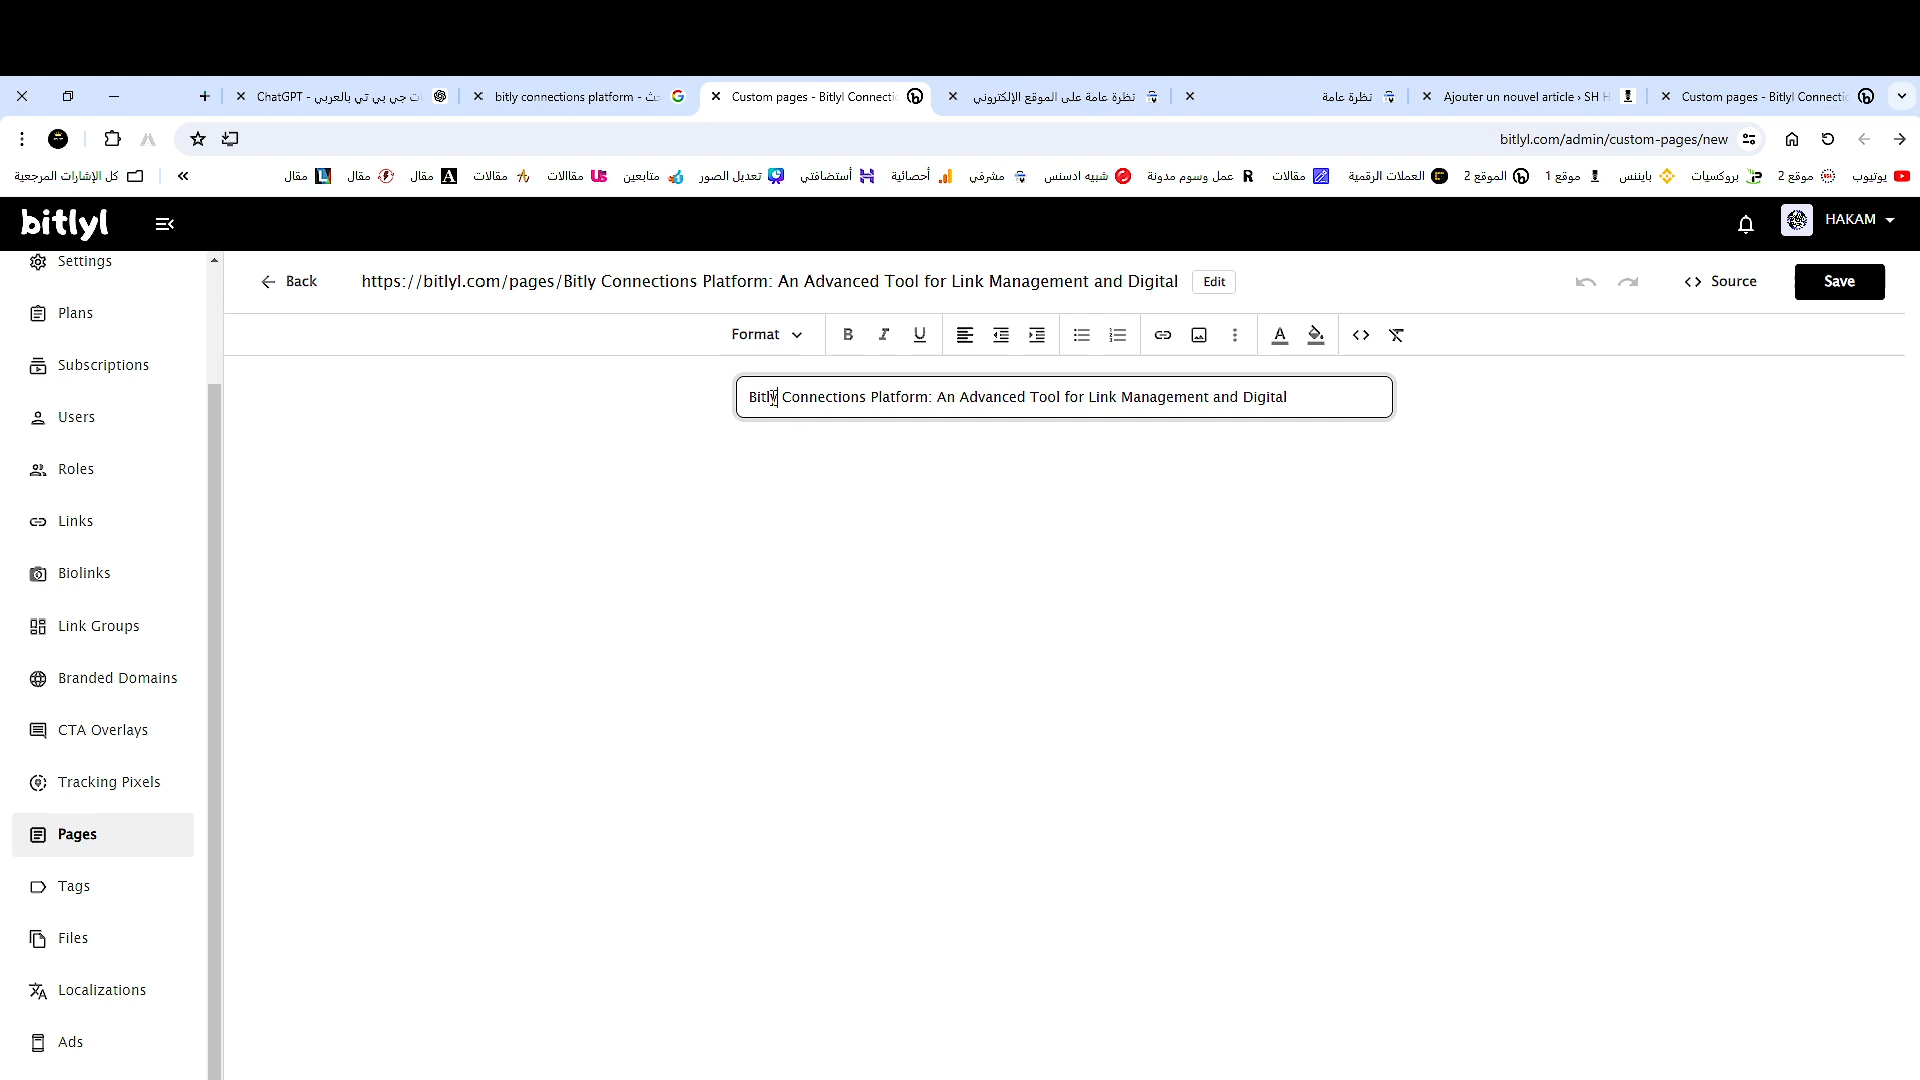 ChatGPT - ات جي بي تي بالعربي
bitly connections platform - بحث
Custom pages - Bitlyl Connectic
نظرة عامة على الموقع الإلكتروني
نظرة عامة
Ajouter un nouvel article › SH H
Custom pages - Bitlyl Connectic
bitlyl.com/admin/custom-pages/new
كل الإشارات المرجعية
«
مقال
مقال
مقال
مقالات
مقاالات
متابعين
تعديل الصور
أستضافتي
أحصائية
مشرفي
شبيه ادسنس
عمل وسوم مدونة
مقالات
العملات الرقمية
الموقع 2
موقع 1
بايننس
بروكسيات
موقع 2
يوتيوب
bitlyl
HAKAM
Settings
Plans
Subscriptions
Users
Roles
Links
Biolinks
Link Groups
Branded Domains
CTA Overlays
Tracking Pixels
Pages
Tags
Files
Localizations
Ads
Back
https://bitlyl.com/pages/Bitly Connections Platform: An Advanced Tool for Link Management and Digital
Edit
Source
Save
Format
Bitly Connections Platform: An Advanced Tool for Link Management and Digital